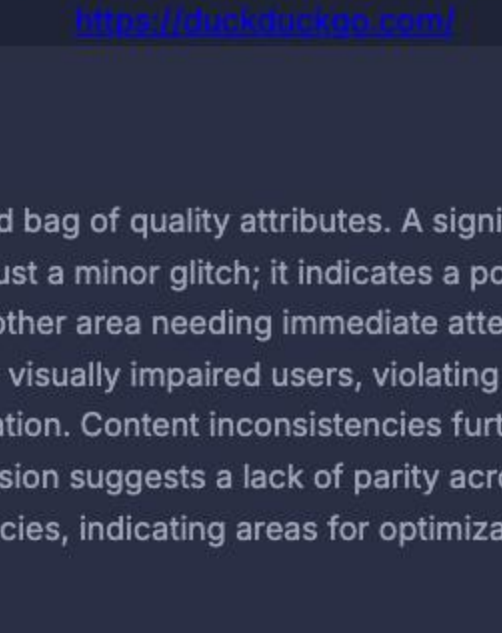 https://duckduckgo.com/
d bag of quality attributes. A signi
ust a minor glitch; it indicates a po
other area needing immediate atte
visually impaired users, violating
ation. Content inconsistencies furt
sion suggests a lack of parity acro
cies, indicating areas for optimiza